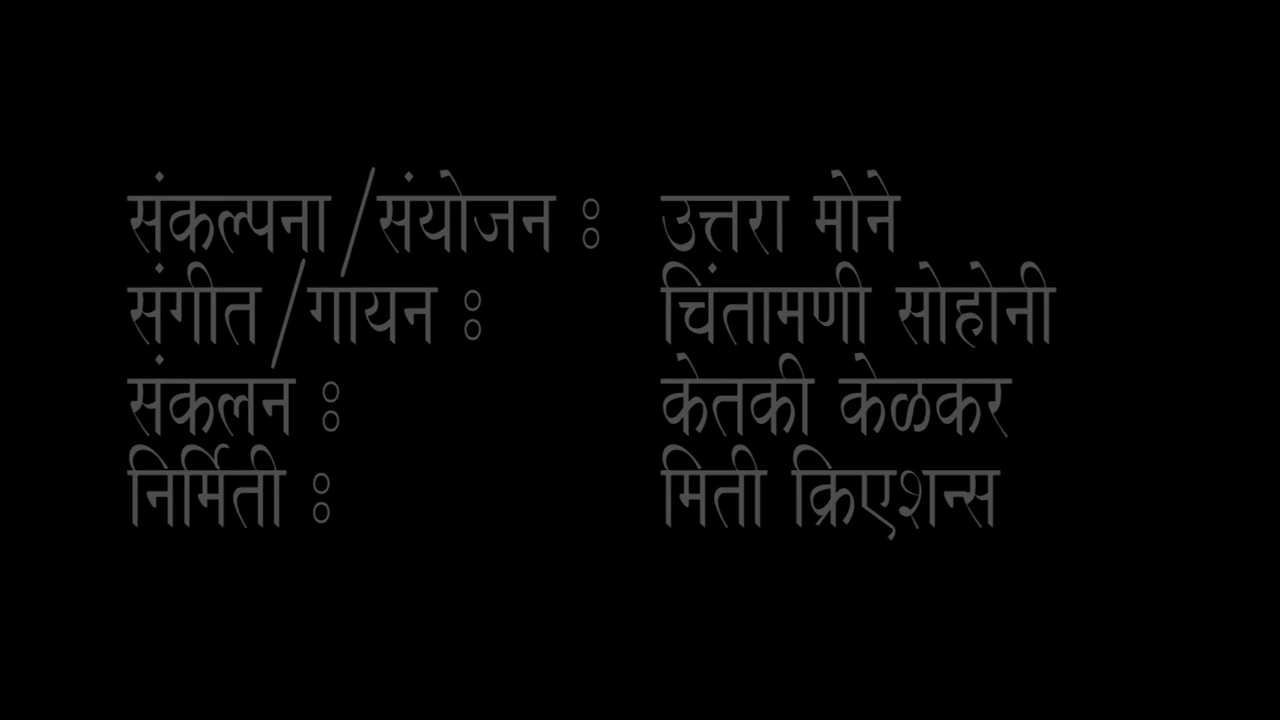 संकल्पना/संयोजन : उत्तरा मोने
संगीत/गायन : चिंतामणी सोहोनी
संकलन : केतकी केळकर
निर्मिती : मिती क्रिएशन्स